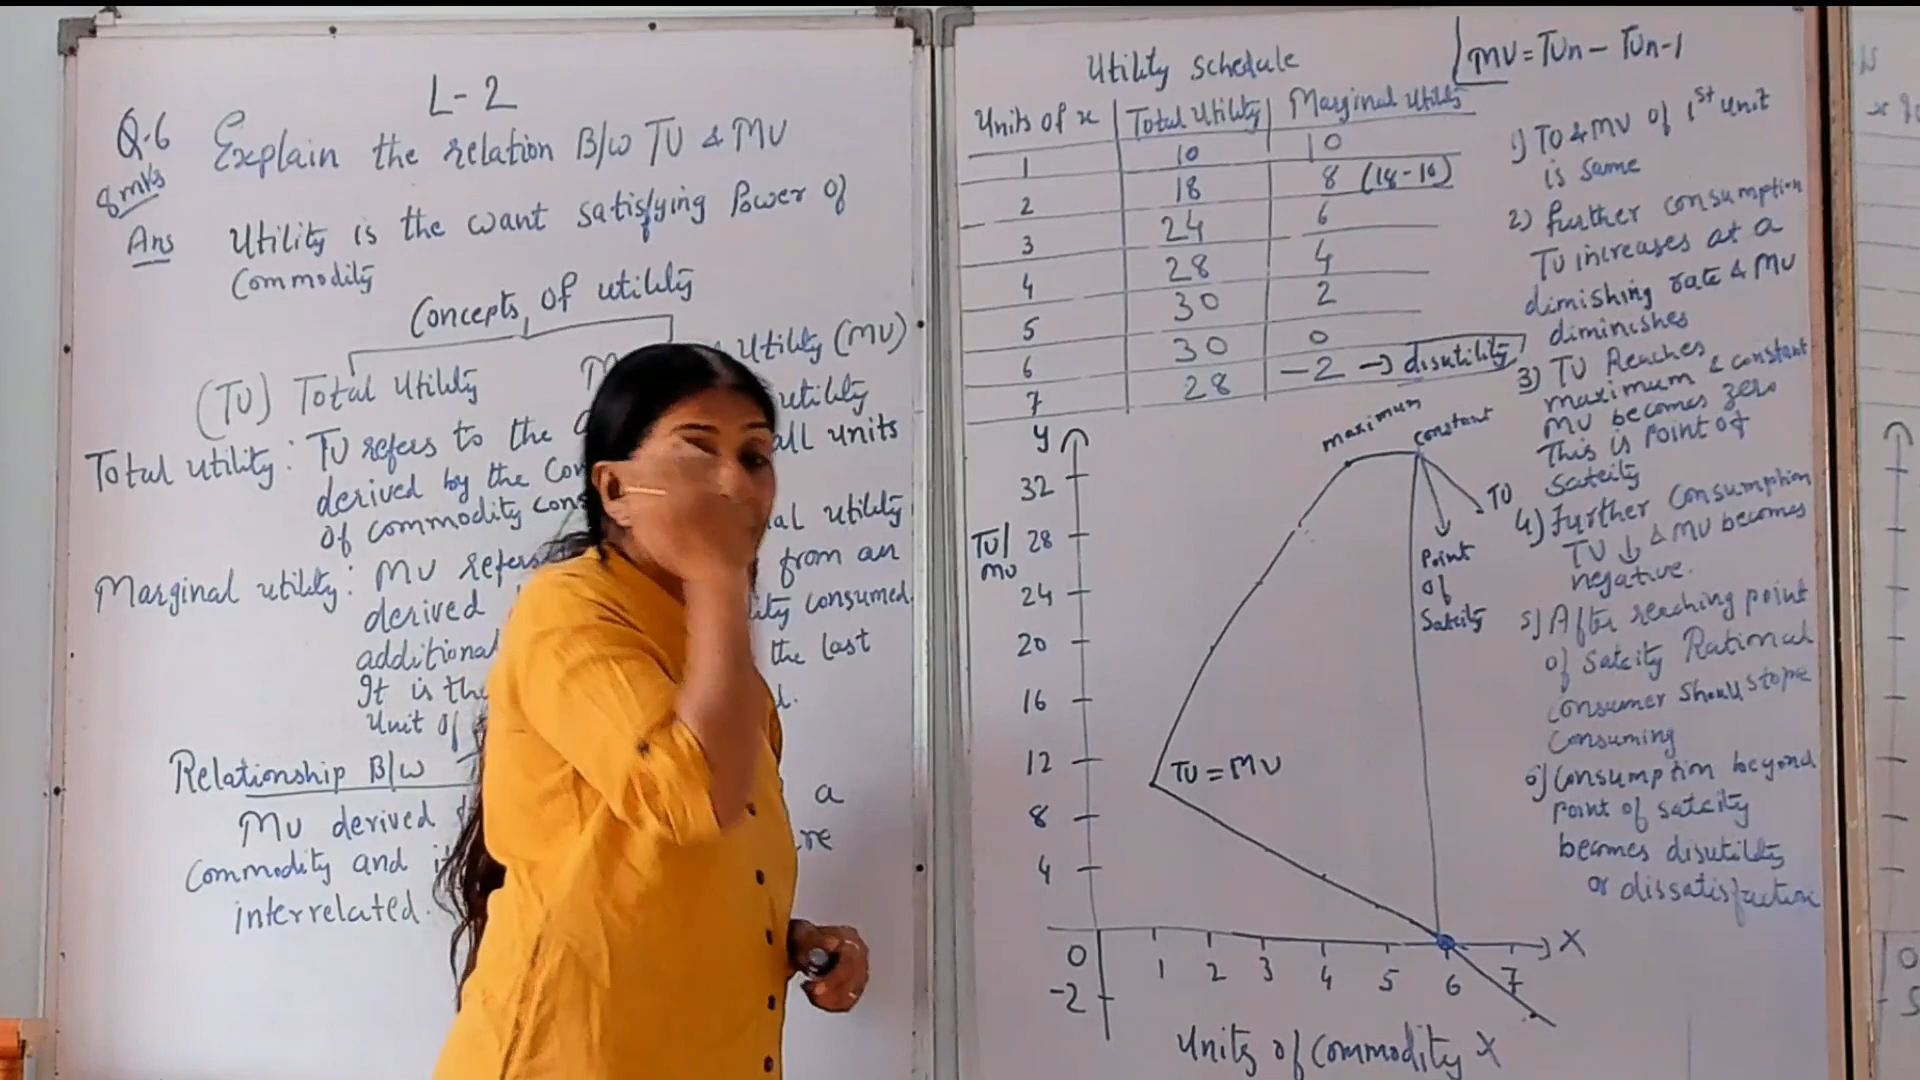 L-2
Q.6 Explain the relation B/w TU & MU
8mks
Ans Utility is the want satisfying Power of
Commodity
Concepts of utility
(TU) Total Utility
Utility (MU)
Total utility: TU refers to the
utility
derived by the
all units
of commodity
Marginal utility: MU refers
utility
derived
from an
additional
consumed.
It is the
the last
Unit of
Relationship B/w
MU derived
a
Commodity and
interrelated.
Utility Schedule
MU = TUn - TUn-1
Units of x Total Utility Marginal Utility
1 10 10
2 18 8 (18-10)
3 24 6
4 28 4
5 30 2
6 30 0
7 28 -2 → disutility
1) TU & MU of 1st unit
is same
2) further consumption
TU increases at a
dimishing rate & MU
diminishes
3) TU Reaches
maximum & constant
MU becomes zero
This is Point of
Sateity
4) Further Consumption
TU ↓ & MU becomes
negative.
5) After reaching point
of sateity Rational
consumer should stope
consuming
6) Consumption beyond
point of sateity
becomes disutility
or dissatisfaction
y
maximum
constant
TU
Point
of
Sateity
TU/
MU
32
28
24
20
16
12
8
4
0
-2
TU = MU
1 2 3 4 5 6 7 X
Units of Commodity X